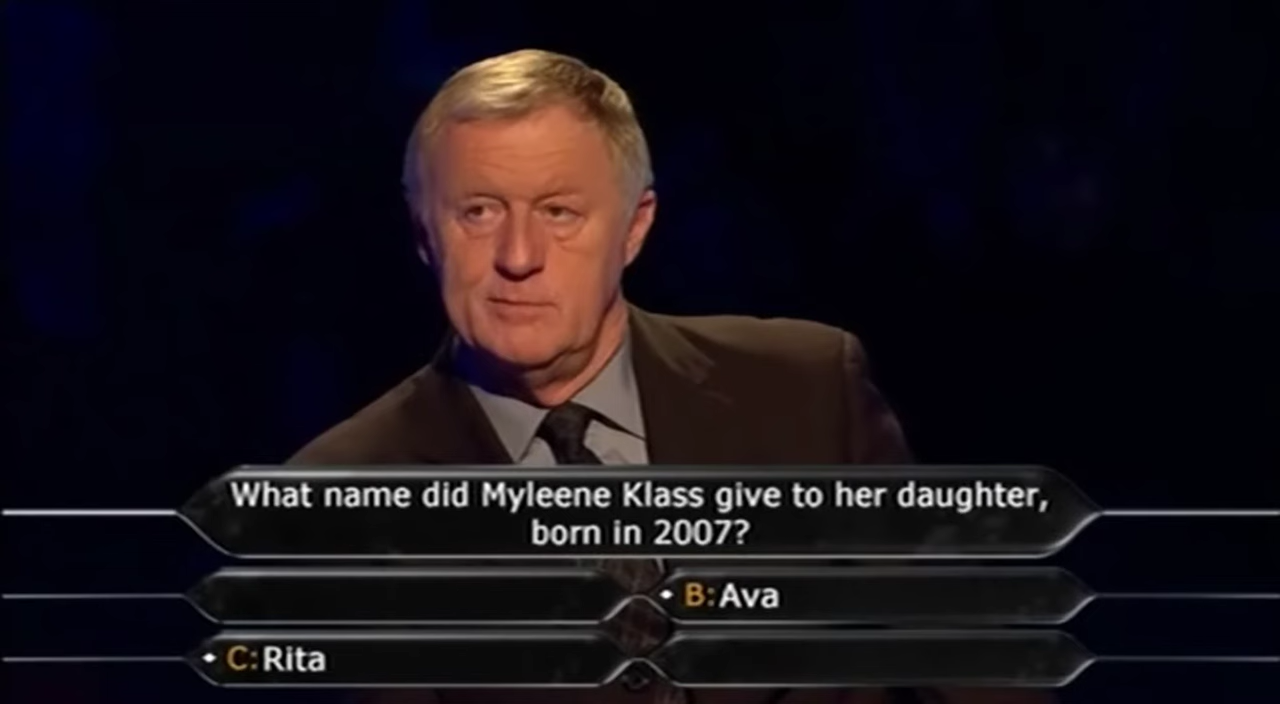 What name did Myleene Klass give to her daughter,
born in 2007?
B:Ava
C:Rita